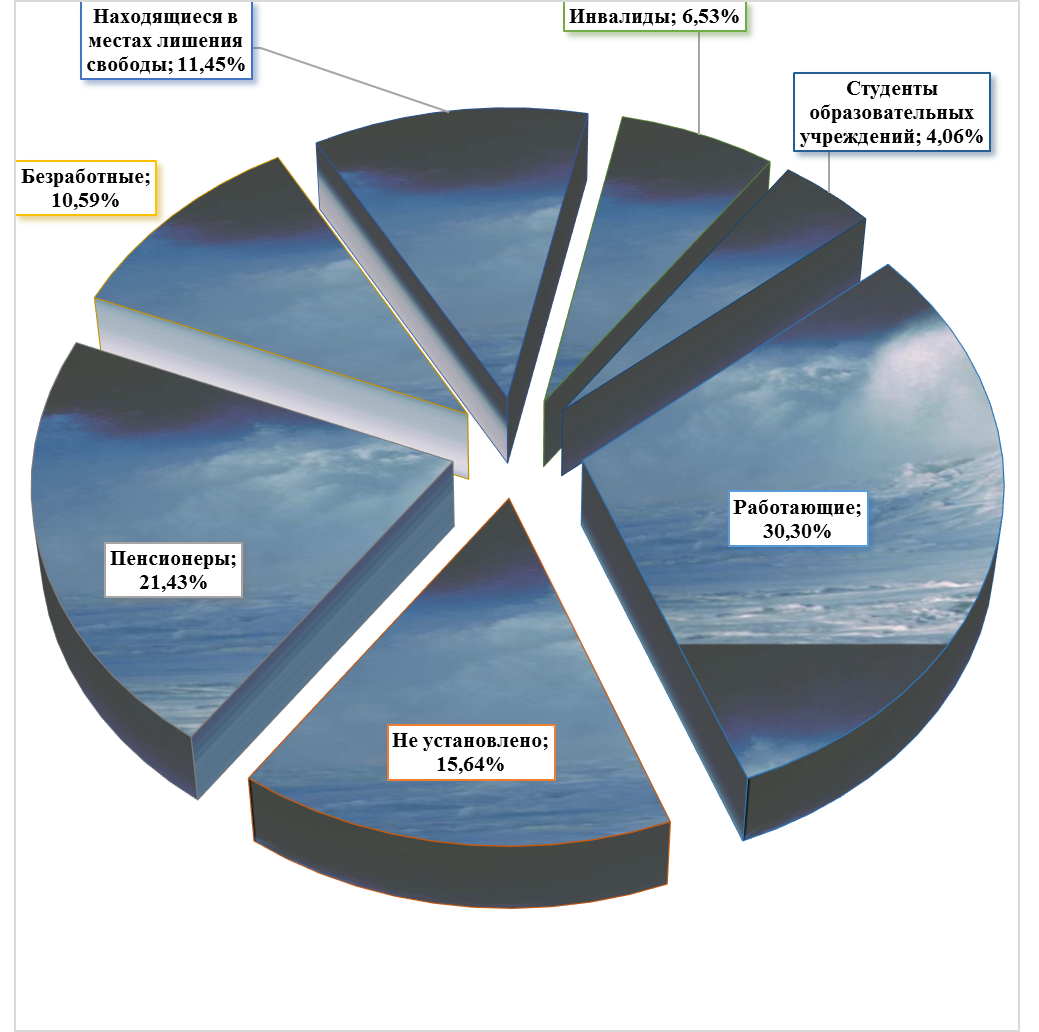 Находящиеся в
местах лишения
свободы; 11,45%
Инвалиды; 6,53%
Студенты
образовательных
учреждений; 4,06%
Безработные;
10,59%
Работающие;
30,30%
Пенсионеры;
21,43%
Не установлено;
15,64%